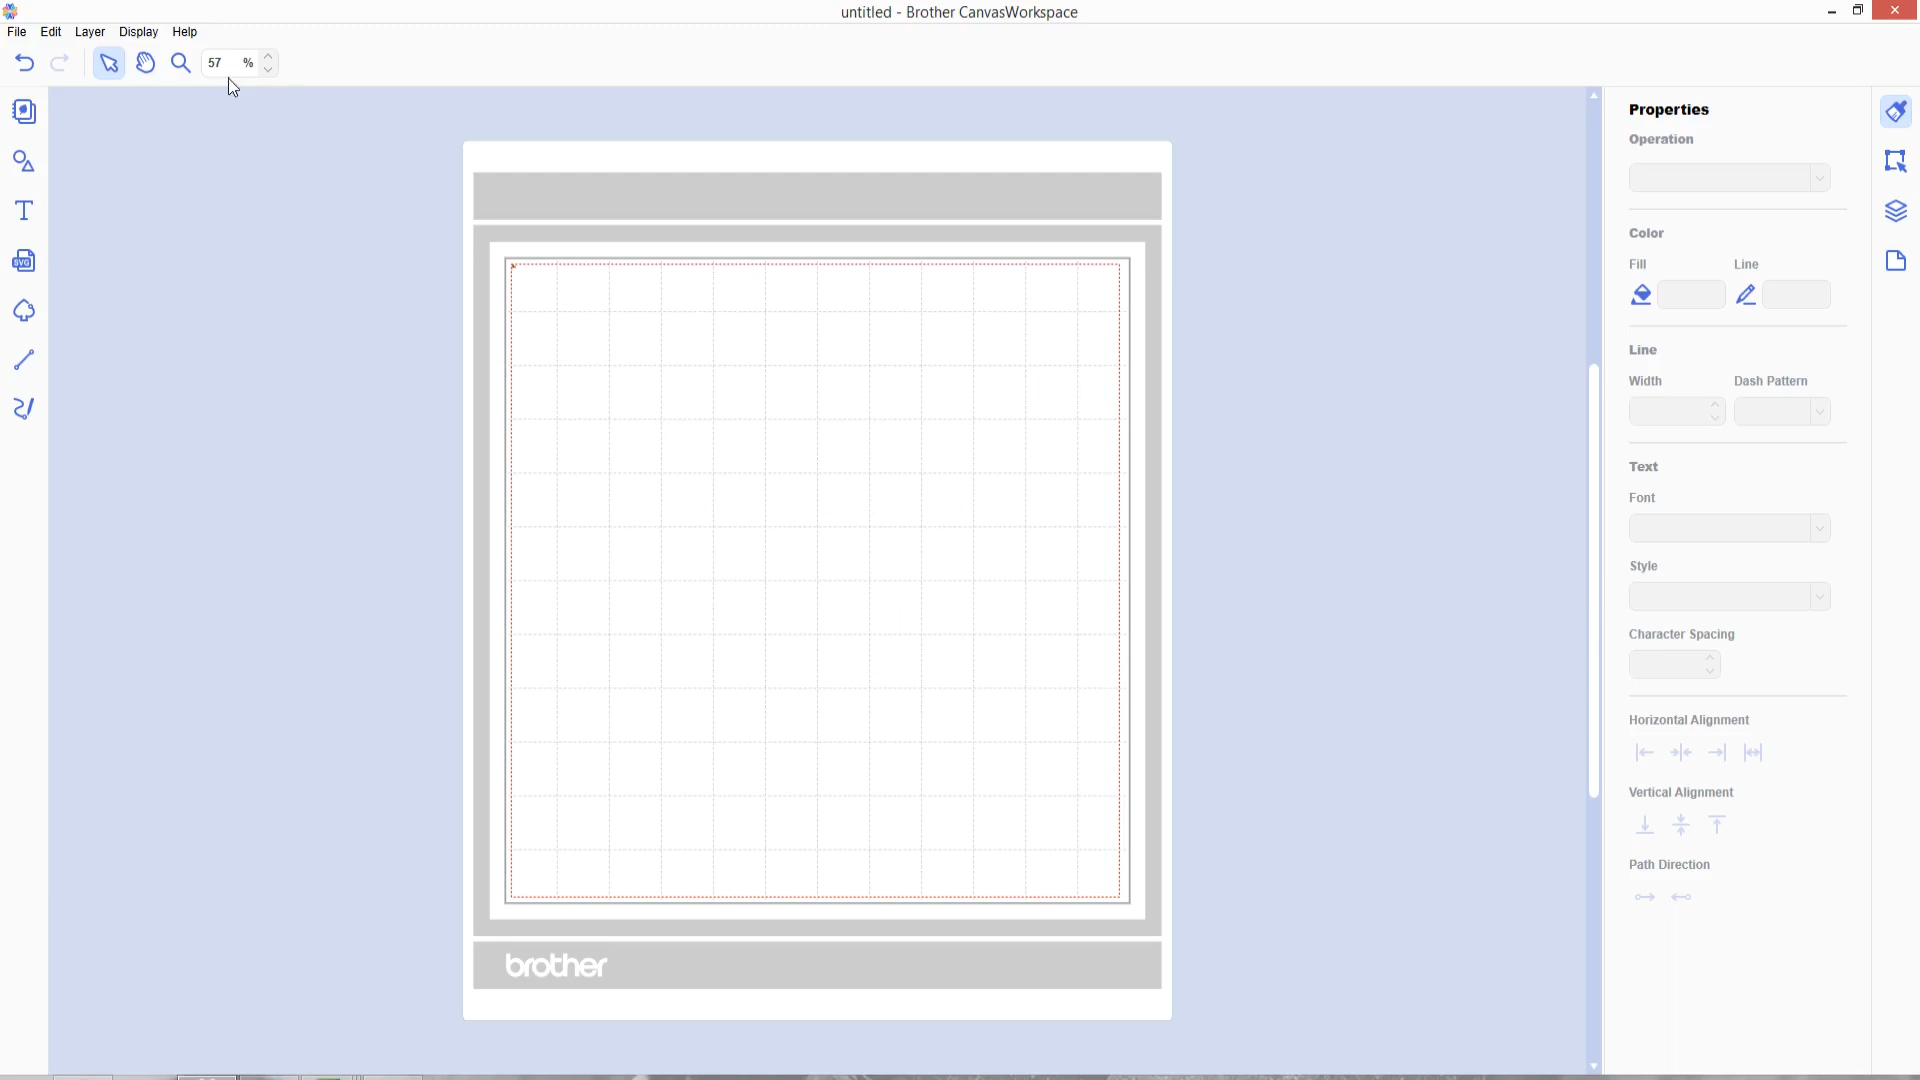 untitled - Brother CanvasWorkspace
File Edit Layer Display Help
57 %
SVG
brother
Properties
Operation
Color
Fill Line
Line
Width Dash Pattern
Text
Font
Style
Character Spacing
Horizontal Alignment
Vertical Alignment
Path Direction